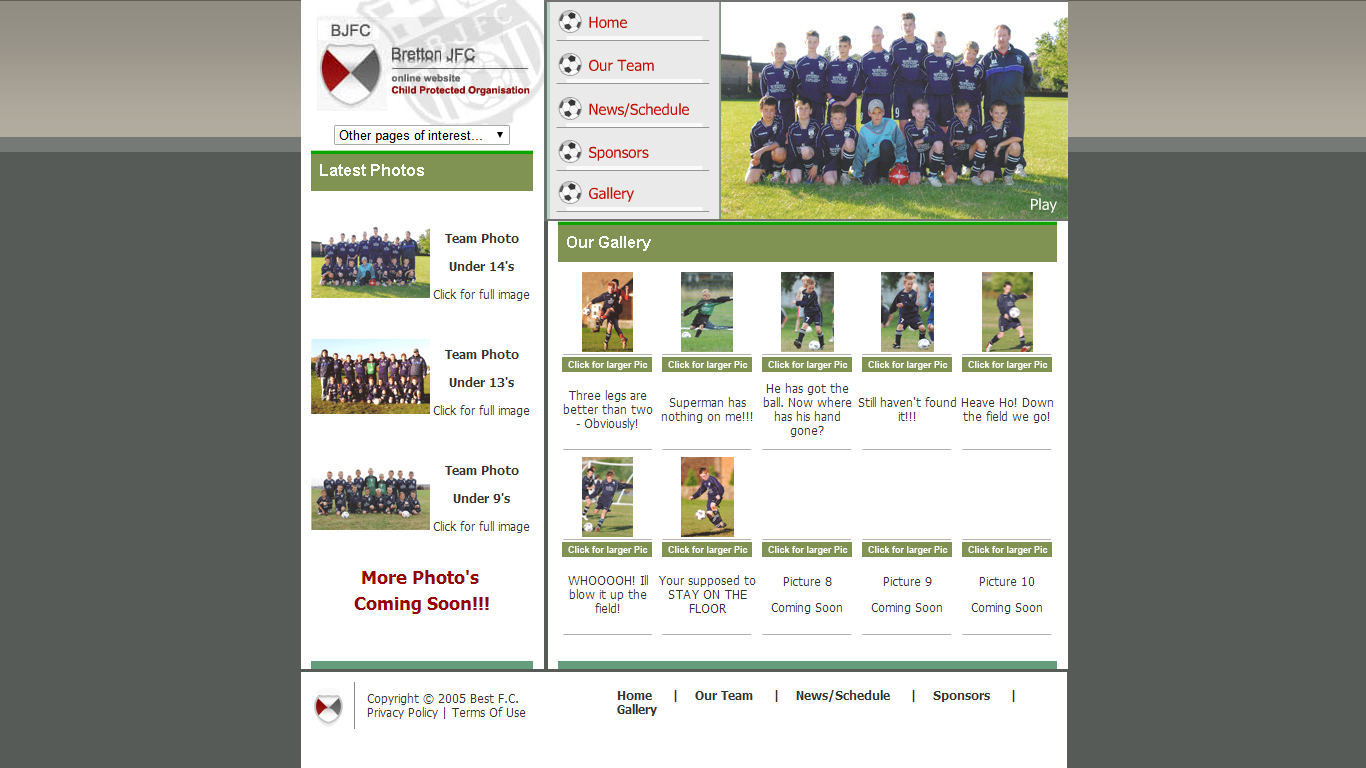 BJFC
Bretton JFC
online website
Child Protected Organisation
Other pages of interest...
Latest Photos
Team Photo
Under 14's
Click for full image
Team Photo
Under 13's
Click for full image
Team Photo
Under 9's
Click for full image
More Photo's
Coming Soon!!!
Home
Our Team
News/Schedule
Sponsors
Gallery
Play
Our Gallery
Click for larger Pic
Click for larger Pic
Click for larger Pic
Click for larger Pic
Click for larger Pic
Three legs are
better than two
- Obviously!
Superman has
nothing on me!!!
He has got the
ball. Now where
has his hand
gone?
Still haven't found
it!!!
Heave Ho! Down
the field we go!
Click for larger Pic
Click for larger Pic
Click for larger Pic
Click for larger Pic
Click for larger Pic
WHOOOOH! Ill
blow it up the
field!
Your supposed to
STAY ON THE
FLOOR
Picture 8
Coming Soon
Picture 9
Coming Soon
Picture 10
Coming Soon
Copyright © 2005 Best F.C.
Privacy Policy | Terms Of Use
Home | Our Team | News/Schedule | Sponsors |
Gallery